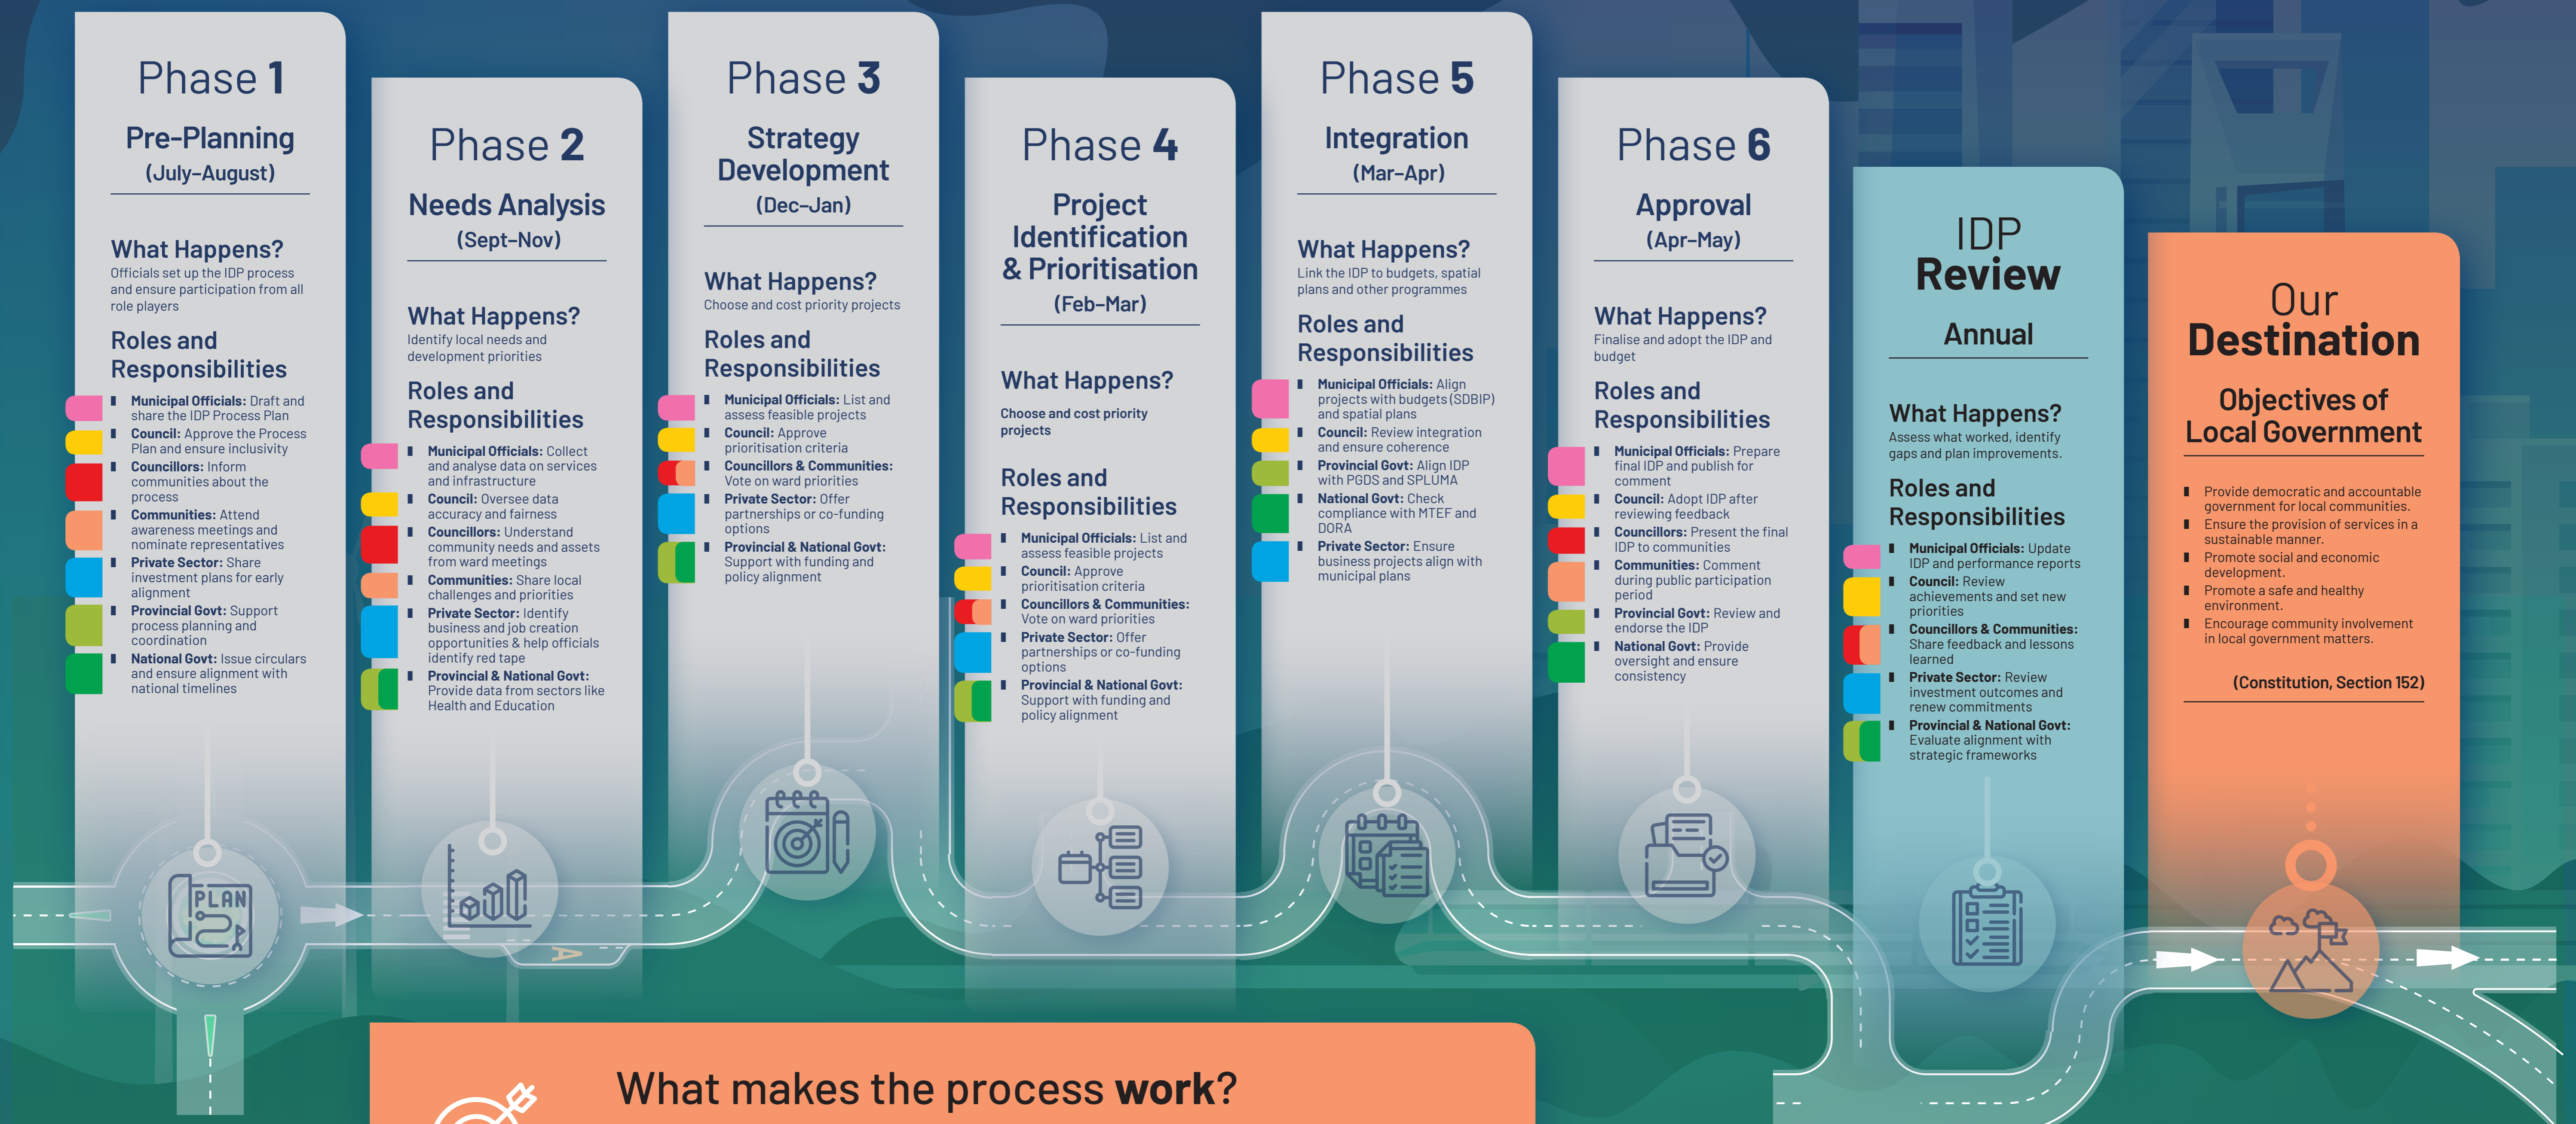 Phase 1
Pre-Planning
(July–August)
What Happens?
Officials set up the IDP process
and ensure participation from all
role players
Roles and
Responsibilities
Municipal Officials: Draft and
share the IDP Process Plan
Council: Approve the Process
Plan and ensure inclusivity
Councillors: Inform
communities about the
process
Communities: Attend
awareness meetings and
nominate representatives
Private Sector: Share
investment plans for early
alignment
Provincial Govt: Support
process planning and
coordination
National Govt: Issue circulars
and ensure alignment with
national timelines
PLAN
Phase 2
Needs Analysis
(Sept–Nov)
What Happens?
Identify local needs and
development priorities
Roles and
Responsibilities
Municipal Officials: Collect
and analyse data on services
and infrastructure
Council: Oversee data
accuracy and fairness
Councillors: Understand
community needs and assets
from ward meetings
Communities: Share local
challenges and priorities
Private Sector: Identify
business and job creation
opportunities & help officials
identify red tape
Provincial & National Govt:
Provide data from sectors like
Health and Education
A
Phase 3
Strategy
Development
(Dec–Jan)
What Happens?
Choose and cost priority projects
Roles and
Responsibilities
Municipal Officials: List and
assess feasible projects
Council: Approve
prioritisation criteria
Councillors & Communities:
Vote on ward priorities
Private Sector: Offer
partnerships or co-funding
options
Provincial & National Govt:
Support with funding and
policy alignment
Phase 4
Project
Identification
& Prioritisation
(Feb–Mar)
What Happens?
Choose and cost priority
projects
Roles and
Responsibilities
Municipal Officials: List and
assess feasible projects
Council: Approve
prioritisation criteria
Councillors & Communities:
Vote on ward priorities
Private Sector: Offer
partnerships or co-funding
options
Provincial & National Govt:
Support with funding and
policy alignment
Phase 5
Integration
(Mar–Apr)
What Happens?
Link the IDP to budgets, spatial
plans and other programmes
Roles and
Responsibilities
Municipal Officials: Align
projects with budgets (SDBIP)
and spatial plans
Council: Review integration
and ensure coherence
Provincial Govt: Align IDP
with PGDS and SPLUMA
National Govt: Check
compliance with MTEF and
DORA
Private Sector: Ensure
business projects align with
municipal plans
Phase 6
Approval
(Apr–May)
What Happens?
Finalise and adopt the IDP and
budget
Roles and
Responsibilities
Municipal Officials: Prepare
final IDP and publish for
comment
Council: Adopt IDP after
reviewing feedback
Councillors: Present the final
IDP to communities
Communities: Comment
during public participation
period
Provincial Govt: Review and
endorse the IDP
National Govt: Provide
oversight and ensure
consistency
IDP
Review
Annual
What Happens?
Assess what worked, identify
gaps and plan improvements.
Roles and
Responsibilities
Municipal Officials: Update
IDP and performance reports
Council: Review
achievements and set new
priorities
Councillors & Communities:
Share feedback and lessons
learned
Private Sector: Review
investment outcomes and
renew commitments
Provincial & National Govt:
Evaluate alignment with
strategic frameworks
Our
Destination
Objectives of
Local Government
Provide democratic and accountable
government for local communities.
Ensure the provision of services in a
sustainable manner.
Promote social and economic
development.
Promote a safe and healthy
environment.
Encourage community involvement
in local government matters.
(Constitution, Section 152)
What makes the process work?